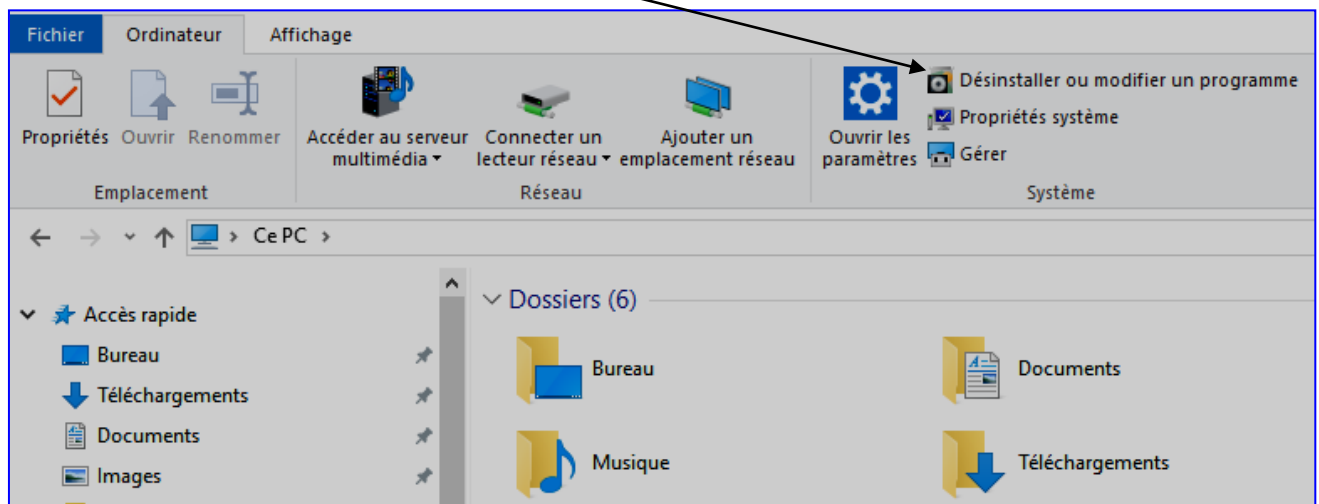 Fichier Ordinateur Affichage
Propriétés Ouvrir Renommer
Accéder au serveur multimédia
Connecter un lecteur réseau
Ajouter un emplacement réseau
Ouvrir les paramètres
Désinstaller ou modifier un programme
Propriétés système
Gérer
Emplacement Réseau Système
Ce PC
Accès rapide
Bureau
Téléchargements
Documents
Images
Dossiers (6)
Bureau Documents
Musique Téléchargements